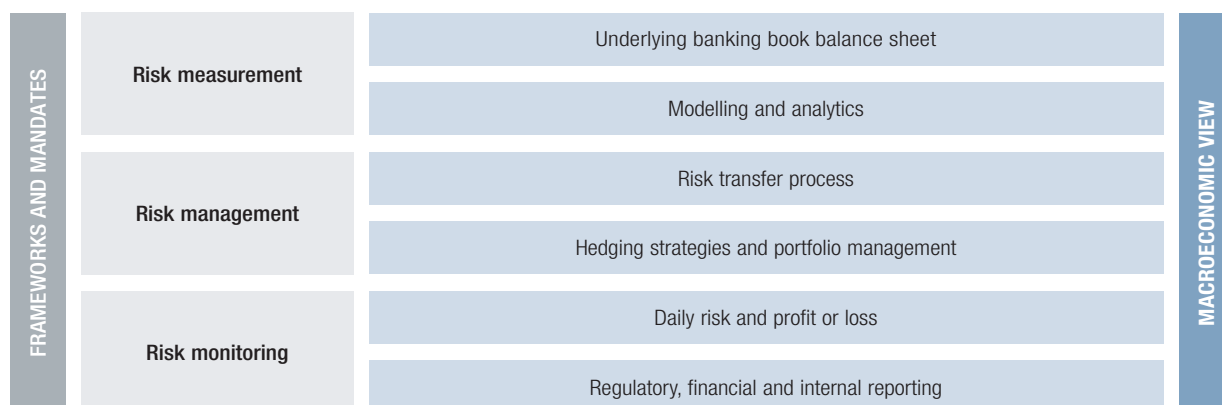 FRAMEWORKS AND MANDATES
Risk measurement
Underlying banking book balance sheet
Modelling and analytics
Risk management
Risk transfer process
Hedging strategies and portfolio management
Risk monitoring
Daily risk and profit or loss
Regulatory, financial and internal reporting
MACROECONOMIC VIEW